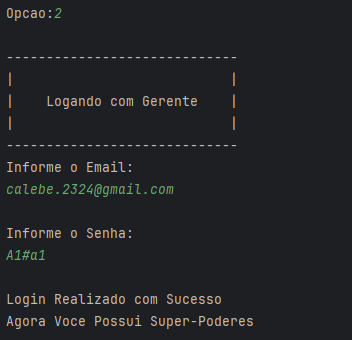 Opcao:2
-----------------------------
|                           |
|    Logando com Gerente    |
|                           |
-----------------------------
Informe o Email:
calebe.2324@gmail.com
Informe o Senha:
A1#a1
Login Realizado com Sucesso
Agora Voce Possui Super-Poderes